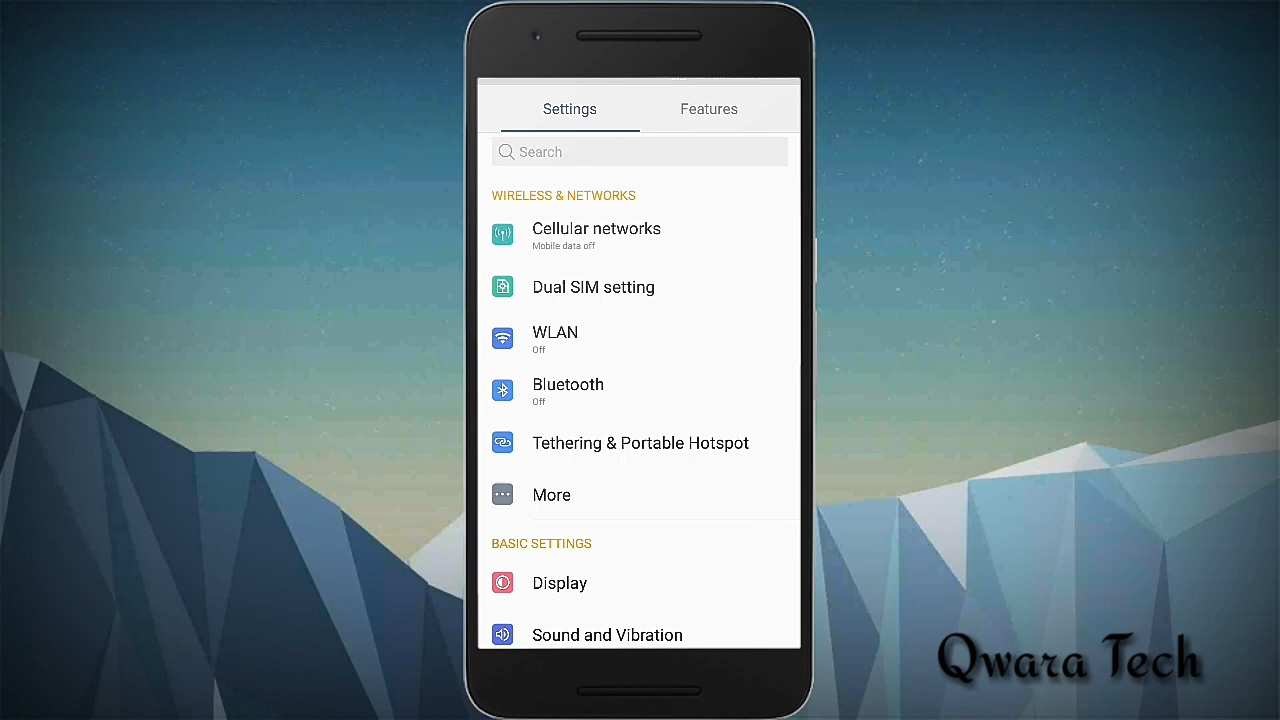 Settings
Features
Search
WIRELESS & NETWORKS
Cellular networks
Mobile data off
Dual SIM setting
WLAN
Off
Bluetooth
Off
Tethering & Portable Hotspot
More
BASIC SETTINGS
Display
Sound and Vibration
Qwara Tech